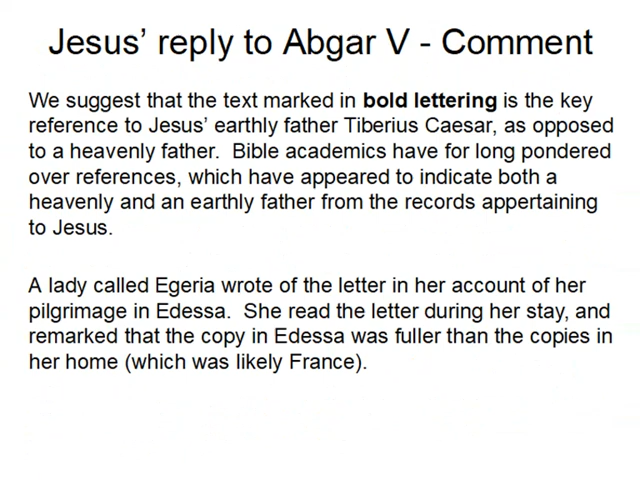 Jesus’ reply to Abgar V - Comment
We suggest that the text marked in bold lettering is the key
reference to Jesus’ earthly father Tiberius Caesar, as opposed
to a heavenly father.  Bible academics have for long pondered
over references, which have appeared to indicate both a
heavenly and an earthly father from the records appertaining
to Jesus.
A lady called Egeria wrote of the letter in her account of her
pilgrimage in Edessa.  She read the letter during her stay, and
remarked that the copy in Edessa was fuller than the copies in
her home (which was likely France).